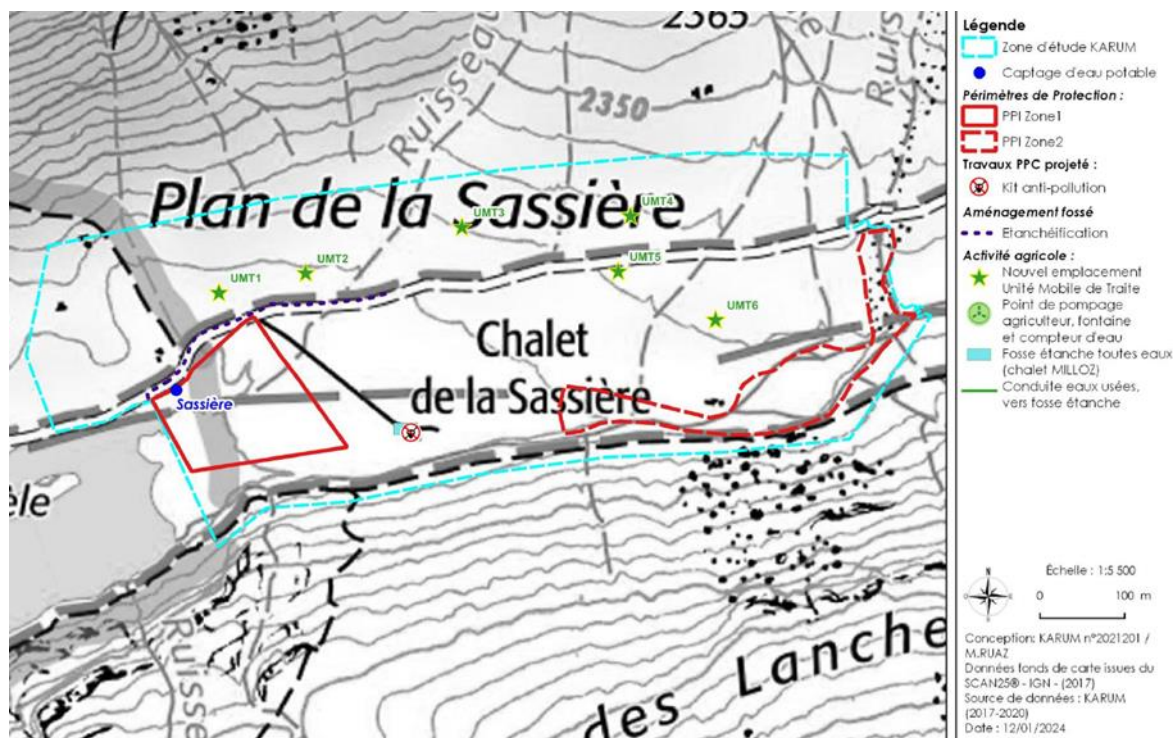 2365
Ruisseau
Ruis
2350
Plan de la Sassière
UMT4
UMT3
UMT2
UMT5
UMT1
UMT6
Chalet
de la Sassière
Sassière
èle
Ruisse
des Lanche
Légende
Zone d'étude KARUM
Captage d'eau potable
Périmètres de Protection :
PPI Zone1
PPI Zone2
Travaux PPC projeté :
Kit anti-pollution
Aménagement fossé
Etanchéification
Activité agricole :
Nouvel emplacement
Unité Mobile de Traite
Point de pompage
agriculteur, fontaine
et compteur d'eau
Fosse étanche toutes eaux
(chalet MILLOZ)
Conduite eaux usées,
vers fosse étanche
N
Échelle : 1:5 500
0 100 m
Conception: KARUM n°2021201 /
M.RUAZ
Données fonds de carte issues du
SCAN25® - IGN - (2017)
Source de données : KARUM
(2017-2020)
Date : 12/01/2024